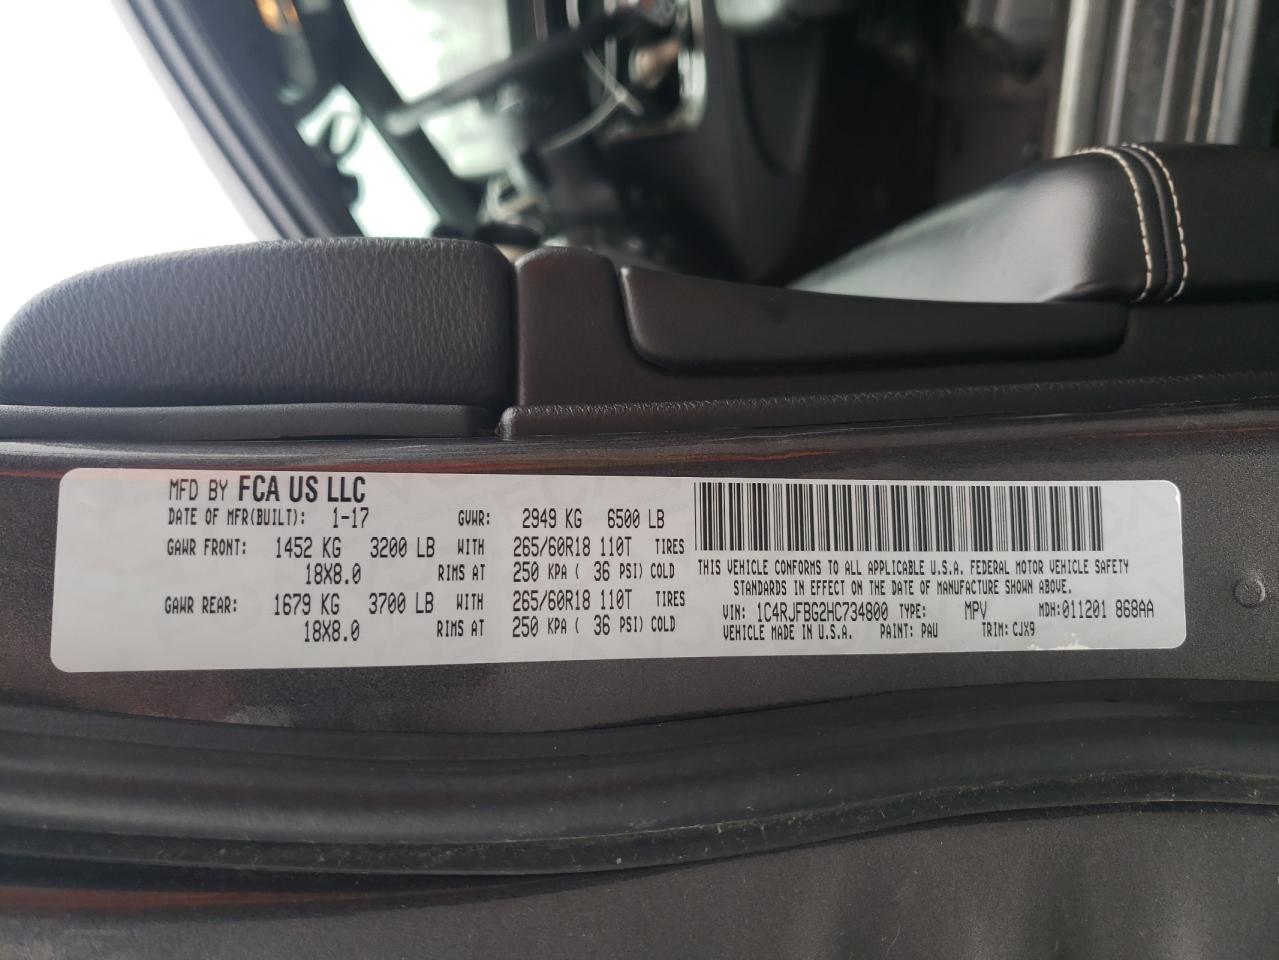 MFD BY FCA US LLC
DATE OF MFR(BUILT): 1-17 GVWR: 2949 KG 6500 LB
GAWR FRONT: 1452 KG 3200 LB WITH 265/60R18 110T TIRES
18X8.0 RIMS AT 250 KPA ( 36 PSI) COLD
GAWR REAR: 1679 KG 3700 LB WITH 265/60R18 110T TIRES
18X8.0 RIMS AT 250 KPA ( 36 PSI) COLD
THIS VEHICLE CONFORMS TO ALL APPLICABLE U.S.A. FEDERAL MOTOR VEHICLE SAFETY
STANDARDS IN EFFECT ON THE DATE OF MANUFACTURE SHOWN ABOVE.
VIN: 1C4RJFBG2HC734800 TYPE: MPV MDH:011201 868AA
VEHICLE MADE IN U.S.A. PAINT: PAU TRIM: CJX9